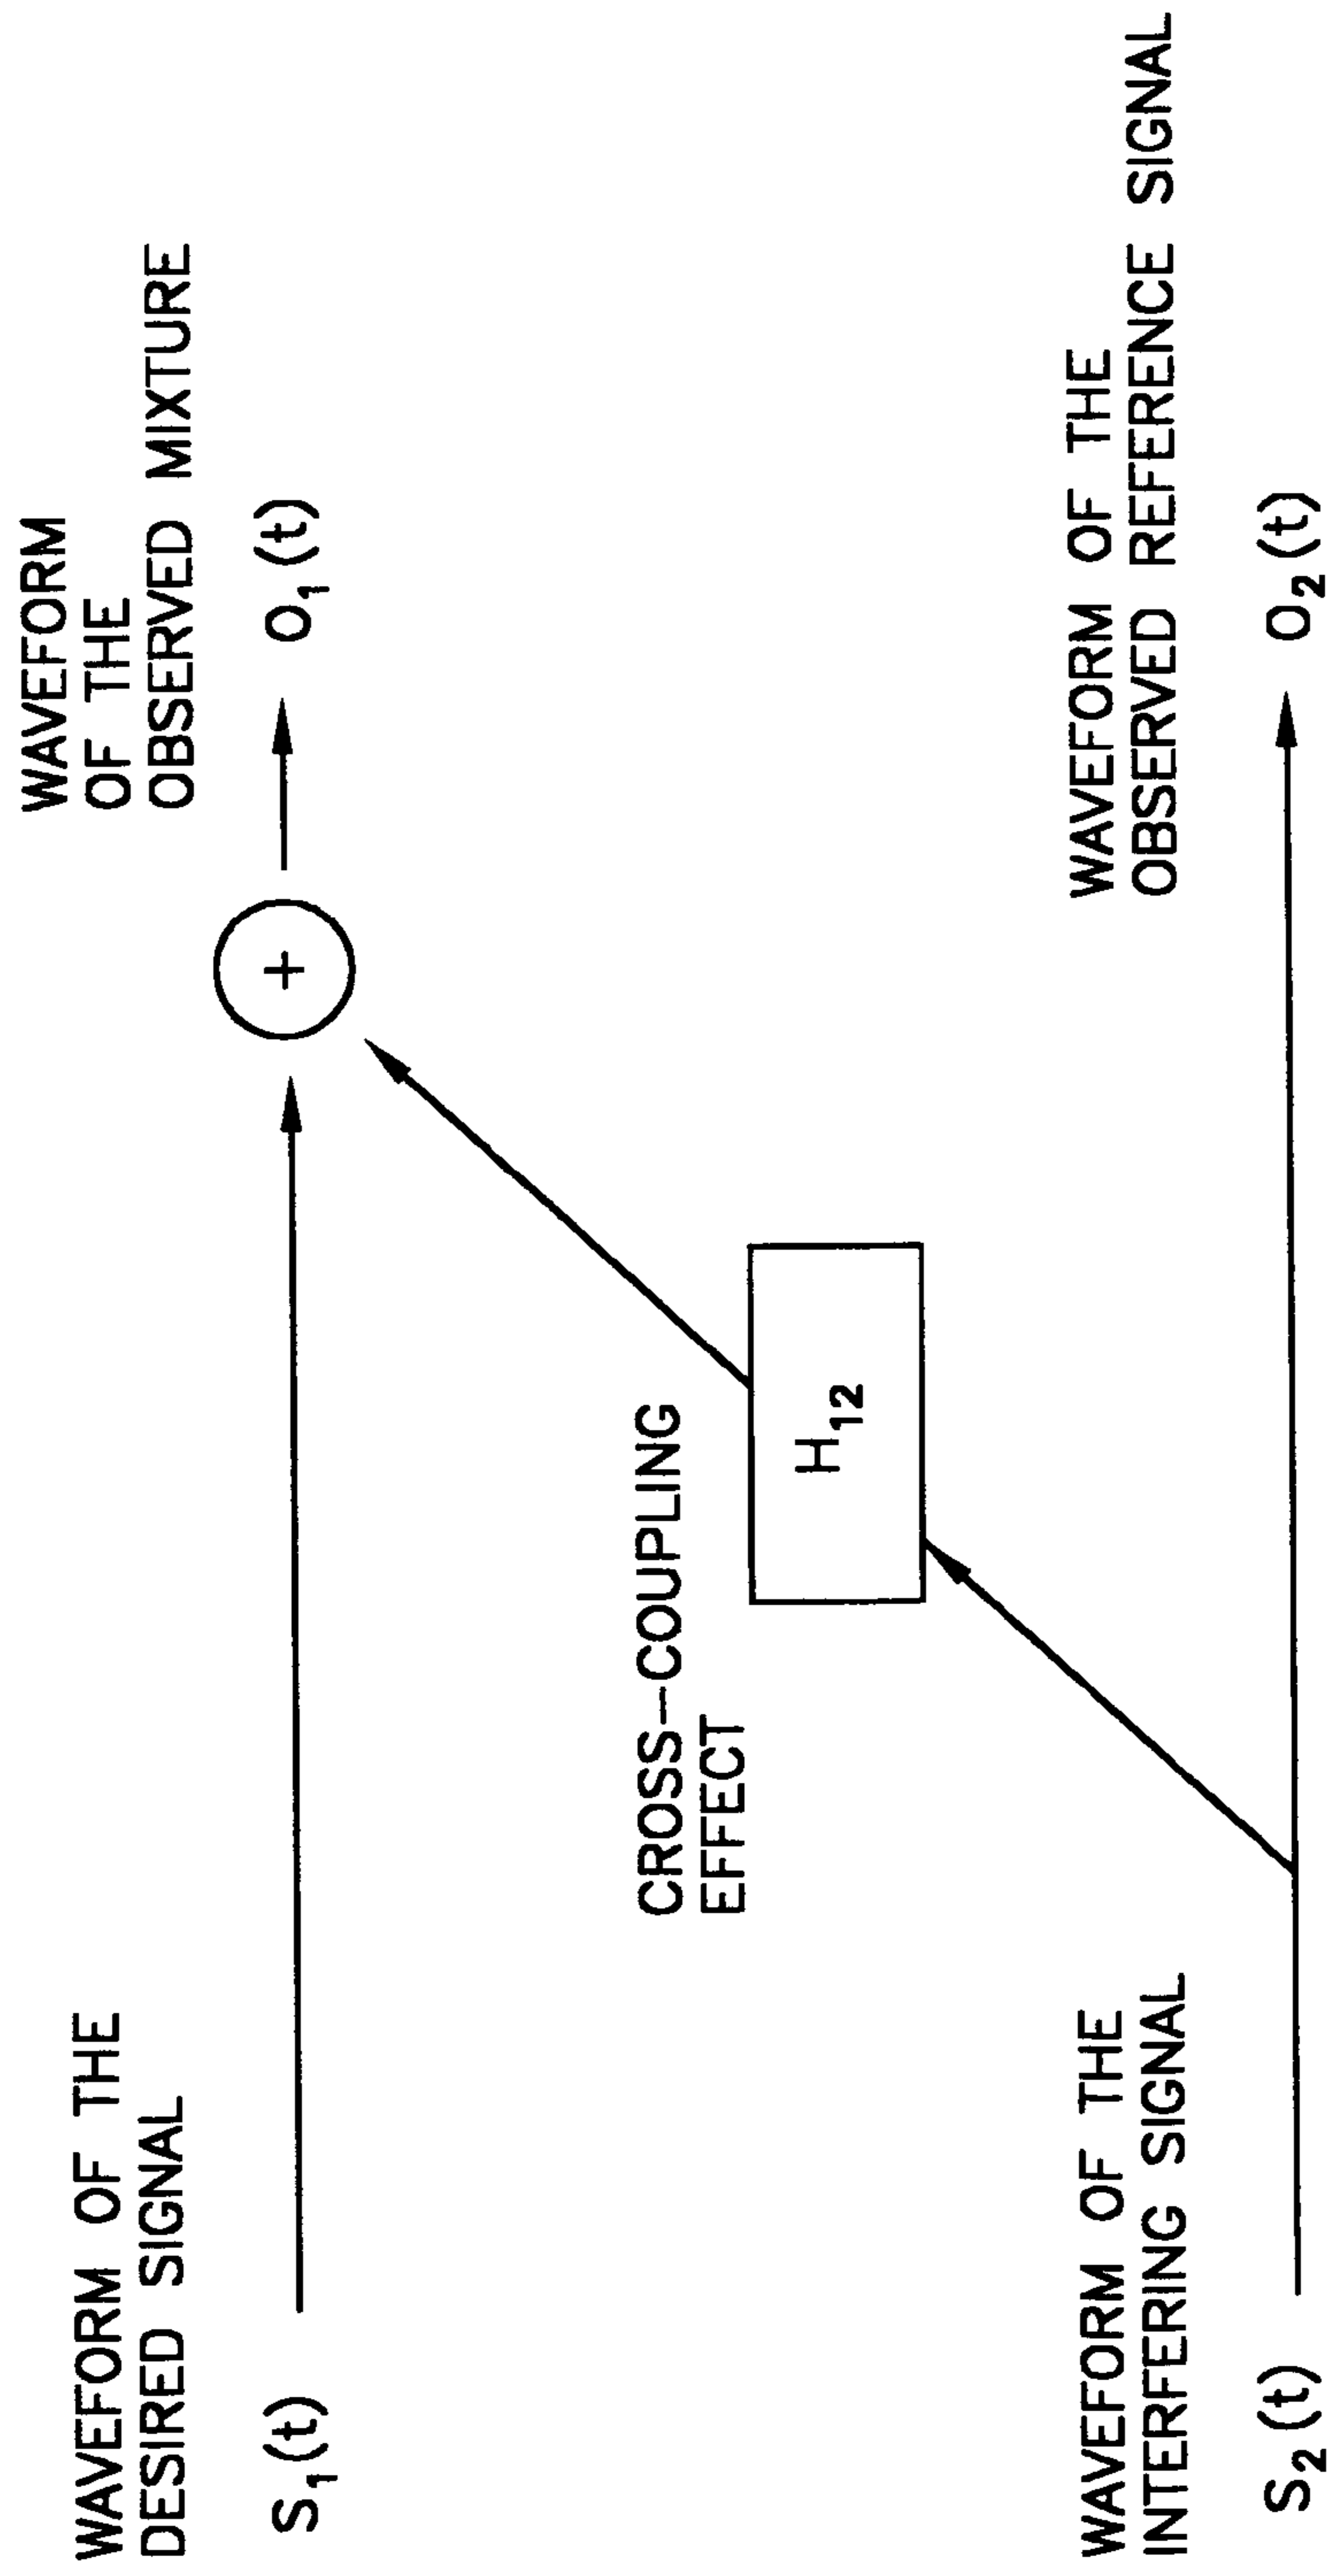 WAVEFORM OF THE
DESIRED SIGNAL
S₁(t)
+
WAVEFORM
OF THE
OBSERVED MIXTURE
O₁(t)
CROSS-COUPLING
EFFECT
H₁₂
WAVEFORM OF THE
INTERFERING SIGNAL
S₂(t)
WAVEFORM OF THE
OBSERVED REFERENCE SIGNAL
O₂(t)